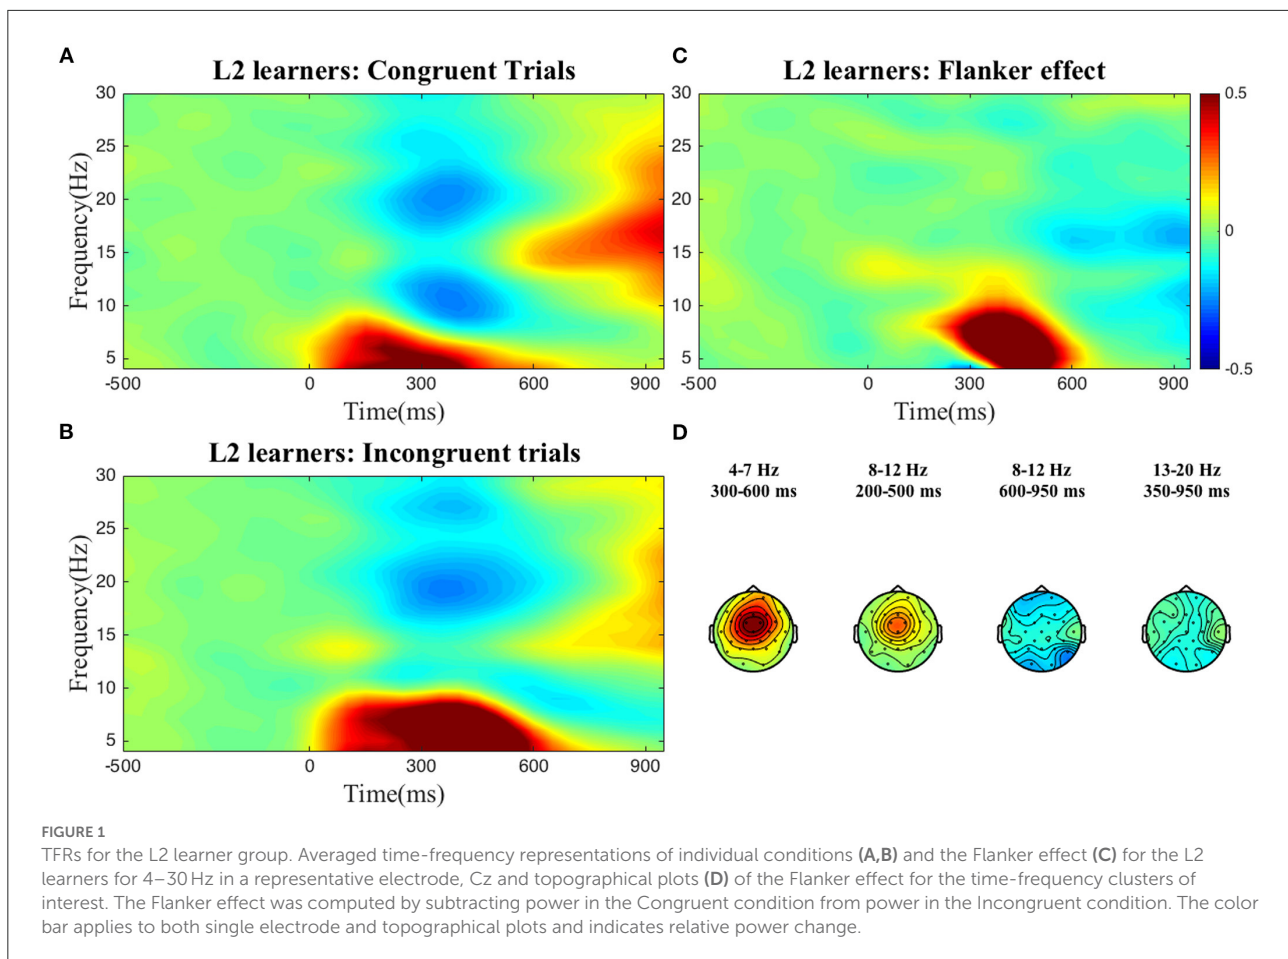 A
L2 learners: Congruent Trials
30
25
20
15
10
5
Frequency(Hz)
-500
0
300
600
900
Time(ms)
B
L2 learners: Incongruent trials
30
25
20
15
10
5
Frequency(Hz)
-500
0
300
600
900
Time(ms)
C
L2 learners: Flanker effect
30
25
20
15
10
5
-500
0
300
600
900
Time(ms)
0.5
0
-0.5
D
4-7 Hz
300-600 ms
8-12 Hz
200-500 ms
8-12 Hz
600-950 ms
13-20 Hz
350-950 ms
FIGURE 1
TFRs for the L2 learner group. Averaged time-frequency representations of individual conditions (A,B) and the Flanker effect (C) for the L2
learners for 4–30 Hz in a representative electrode, Cz and topographical plots (D) of the Flanker effect for the time-frequency clusters of
interest. The Flanker effect was computed by subtracting power in the Congruent condition from power in the Incongruent condition. The color
bar applies to both single electrode and topographical plots and indicates relative power change.